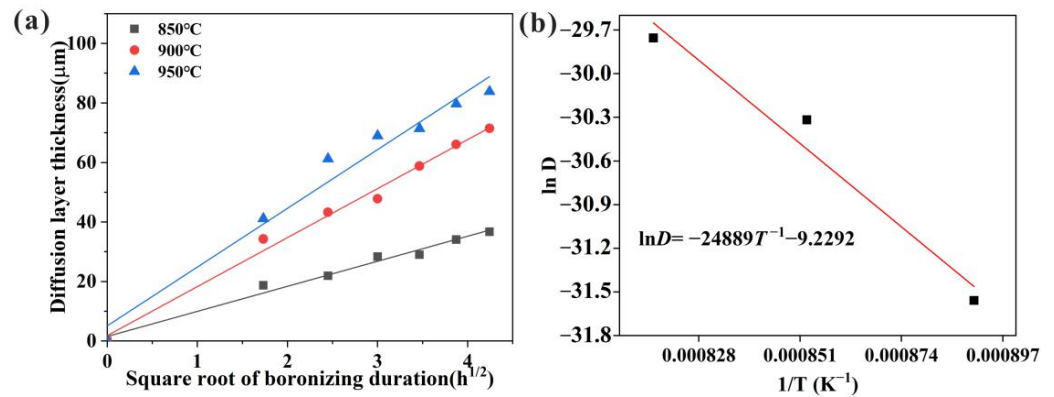 (a)
850°C
900°C
950°C
100
80
60
40
20
0
0 1 2 3 4
Diffusion layer thickness(μm)
Square root of boronizing duration(h^1/2)
(b)
−29.7
−30.0
−30.3
−30.6
−30.9
−31.2
−31.5
−31.8
ln D
lnD= −24889T^−1−9.2292
0.000828 0.000851 0.000874 0.000897
1/T (K^−1)